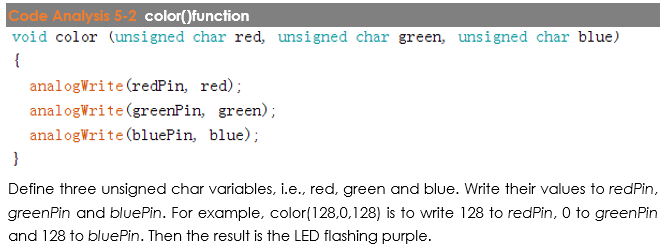 Code Analysis 5-2 color()function
void color (unsigned char red, unsigned char green, unsigned char blue)
{
analogWrite(redPin, red);
analogWrite(greenPin, green);
analogWrite(bluePin, blue);
}
Define three unsigned char variables, i.e., red, green and blue. Write their values to redPin,
greenPin and bluePin. For example, color(128,0,128) is to write 128 to redPin, 0 to greenPin
and 128 to bluePin. Then the result is the LED flashing purple.